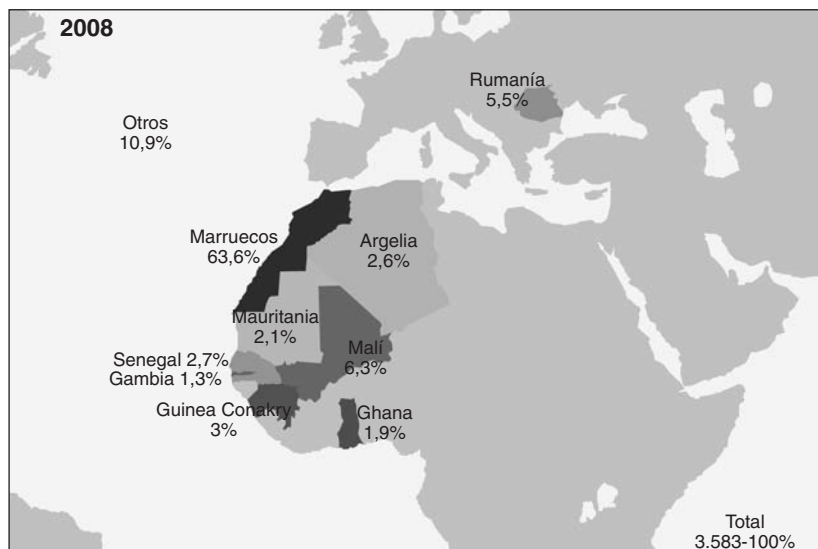 2008
Rumanía
5,5%
Otros
10,9%
Marruecos
63,6%
Argelia
2,6%
Mauritania
2,1%
Malí
6,3%
Senegal 2,7%
Gambia 1,3%
Guinea Conakry
3%
Ghana
1,9%
Total
3.583-100%